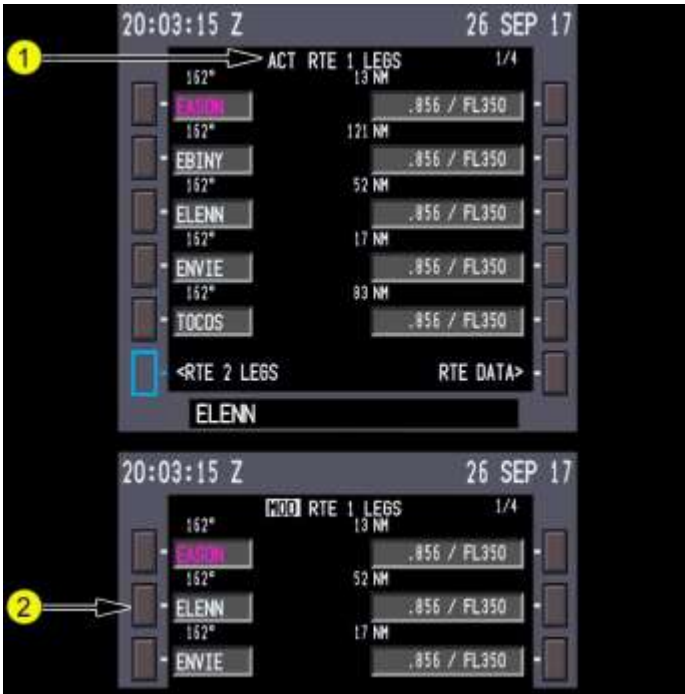 20:03:15 Z 26 SEP 17
1 ACT RTE 1 LEGS 1/4
162° 13 NM
EASON .856 / FL350
162° 121 NM
EBINY .856 / FL350
162° 52 NM
ELENN .856 / FL350
162° 17 NM
ENVIE .856 / FL350
162° 83 NM
TOCOS .856 / FL350
<RTE 2 LEGS RTE DATA>
ELENN
20:03:15 Z 26 SEP 17
MOD RTE 1 LEGS 1/4
162° 13 NM
EASON .856 / FL350
162° 52 NM
2 ELENN .856 / FL350
162° 17 NM
ENVIE .856 / FL350